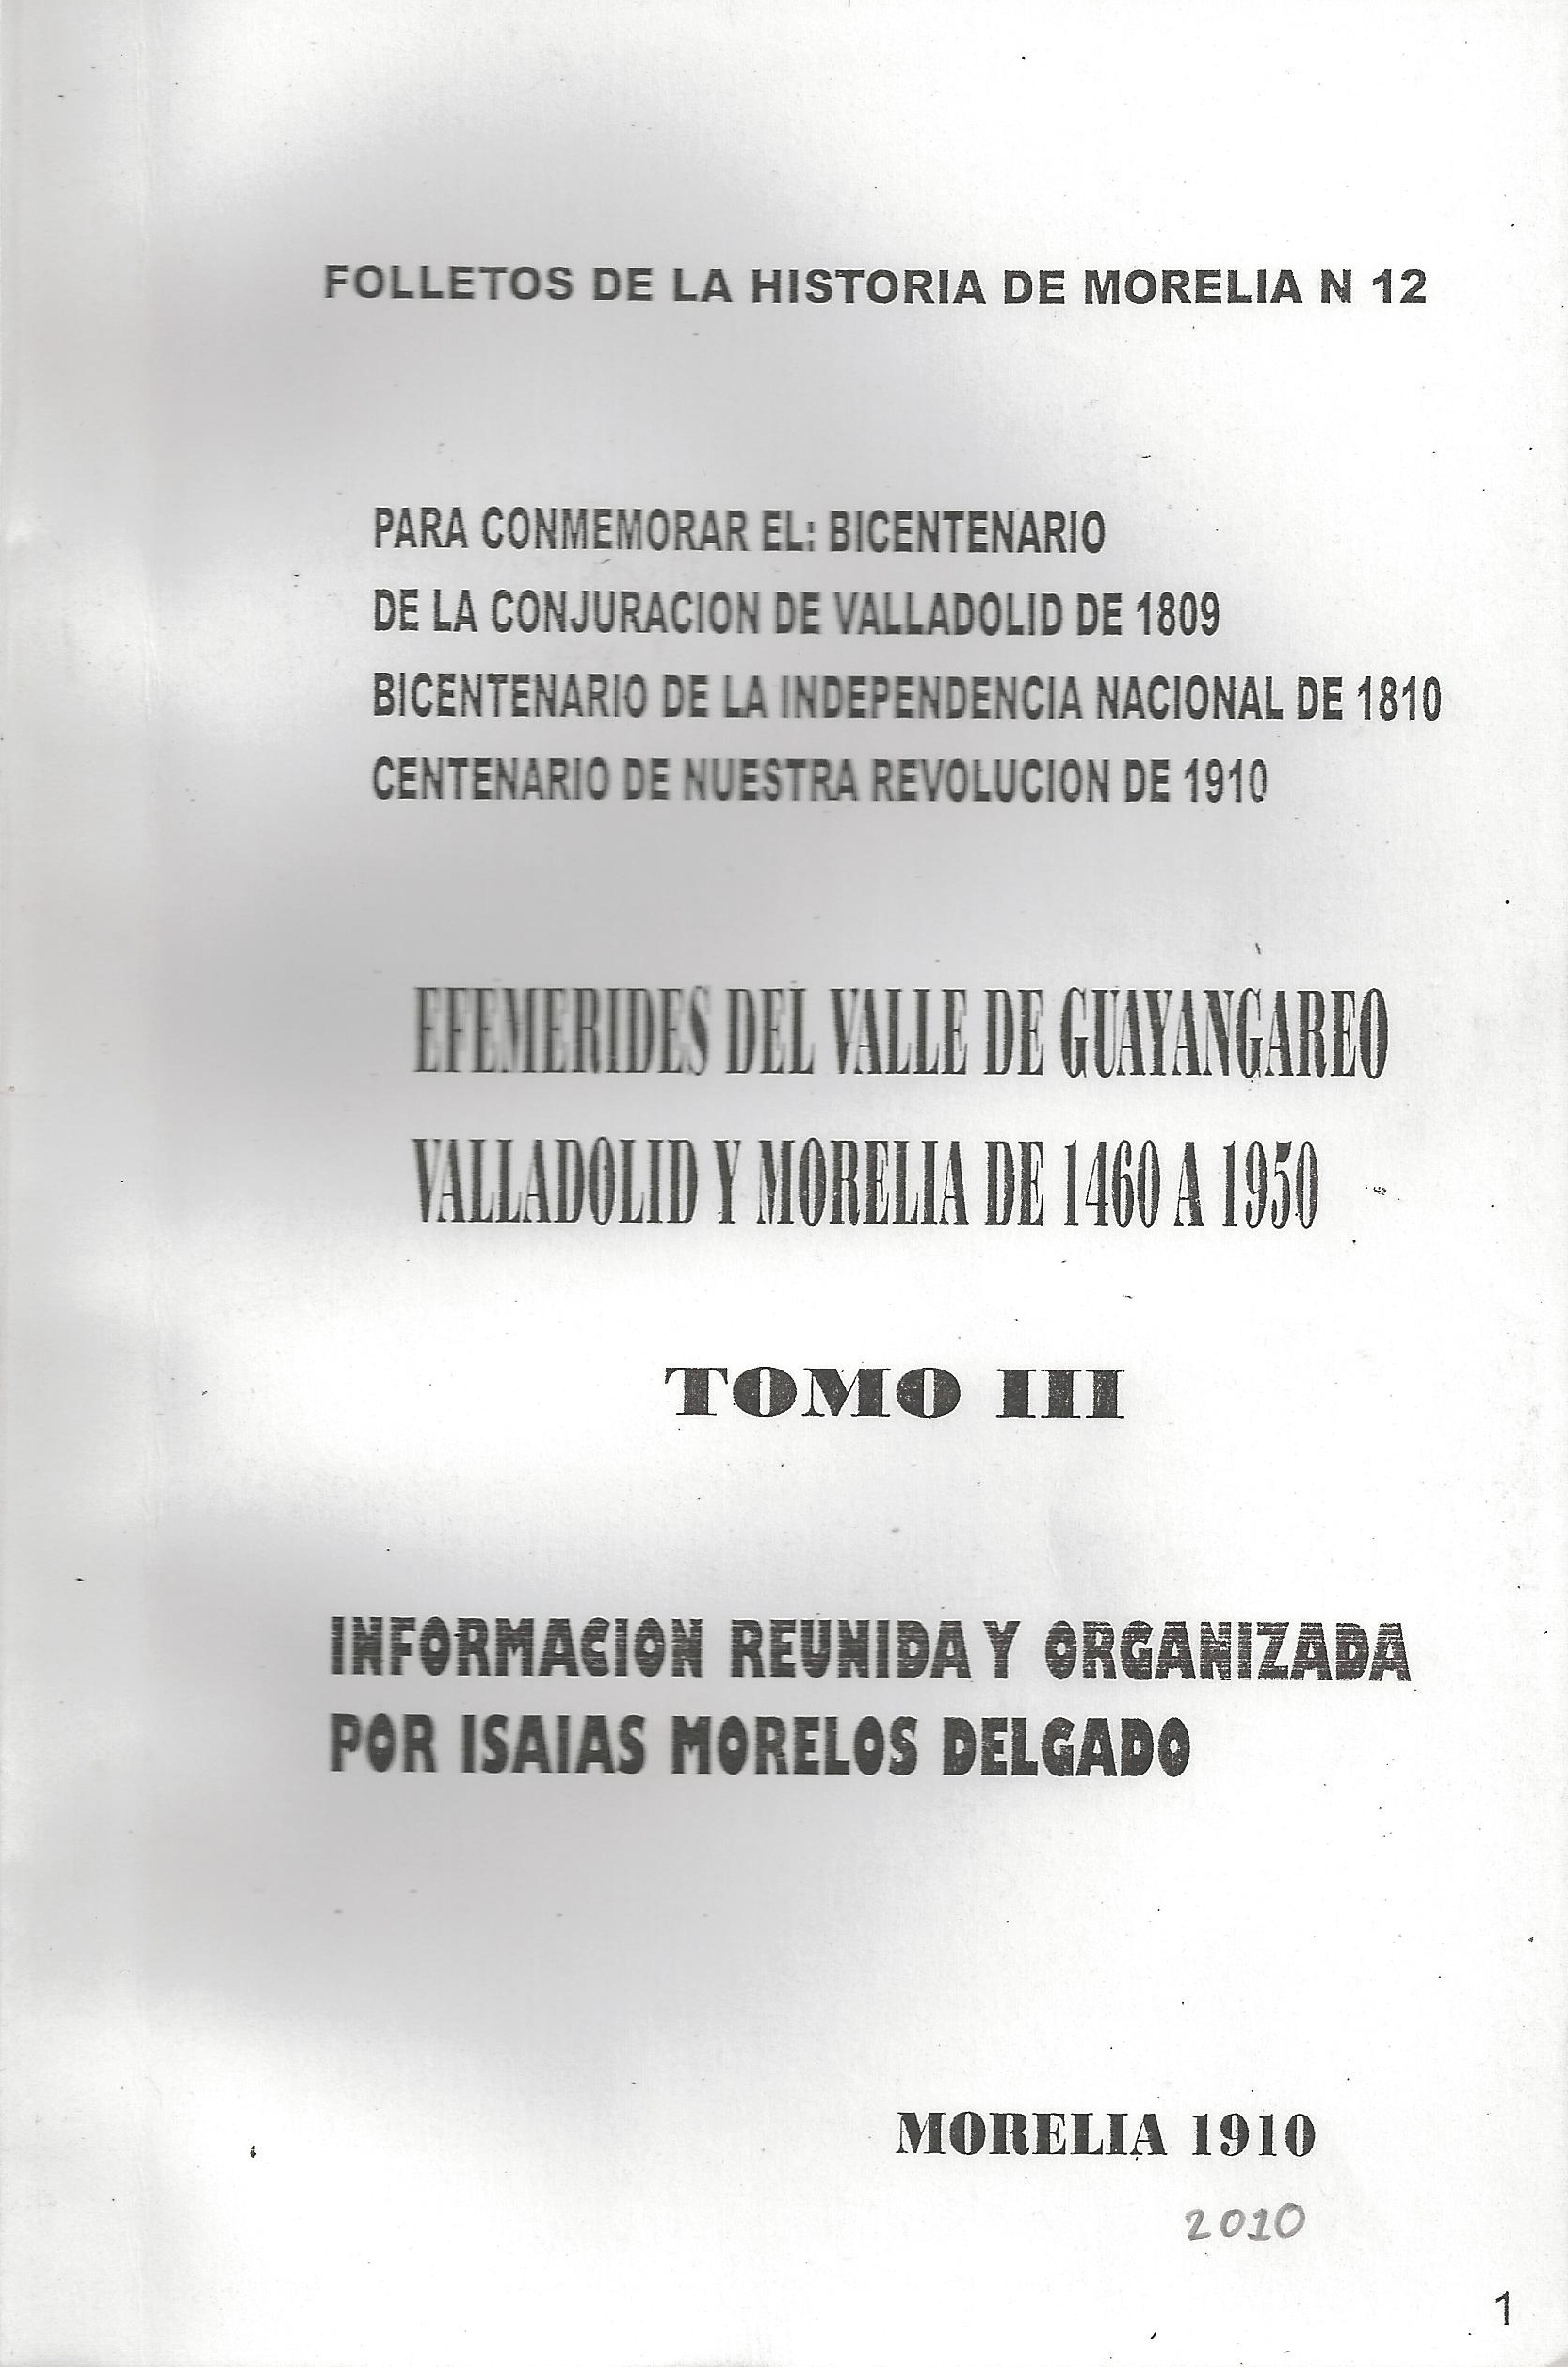 FOLLETOS DE LA HISTORIA DE MORELIA N 12
PARA CONMEMORAR EL: BICENTENARIO
DE LA CONJURACION DE VALLADOLID DE 1809
BICENTENARIO DE LA INDEPENDENCIA NACIONAL DE 1810
CENTENARIO DE NUESTRA REVOLUCION DE 1910
EFEMERIDES DEL VALLE DE GUAYANGAREO
VALLADOLID Y MORELIA DE 1460 A 1950
TOMO III
INFORMACION REUNIDA Y ORGANIZADA
POR ISAIAS MORELOS DELGADO
MORELIA 1910
2010
1